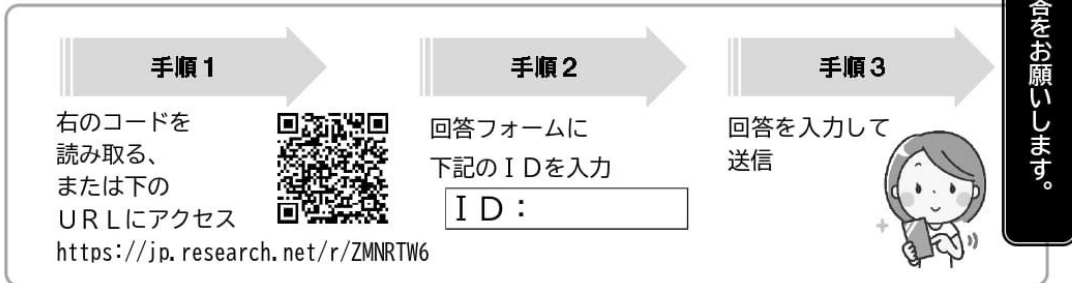 手順1
右のコードを
読み取る、
または下の
ＵＲＬにアクセス
https://jp.research.net/r/ZMNRTW6
手順2
回答フォームに
下記のＩＤを入力
ＩＤ：
手順3
回答を入力して
送信
答をお願いします。